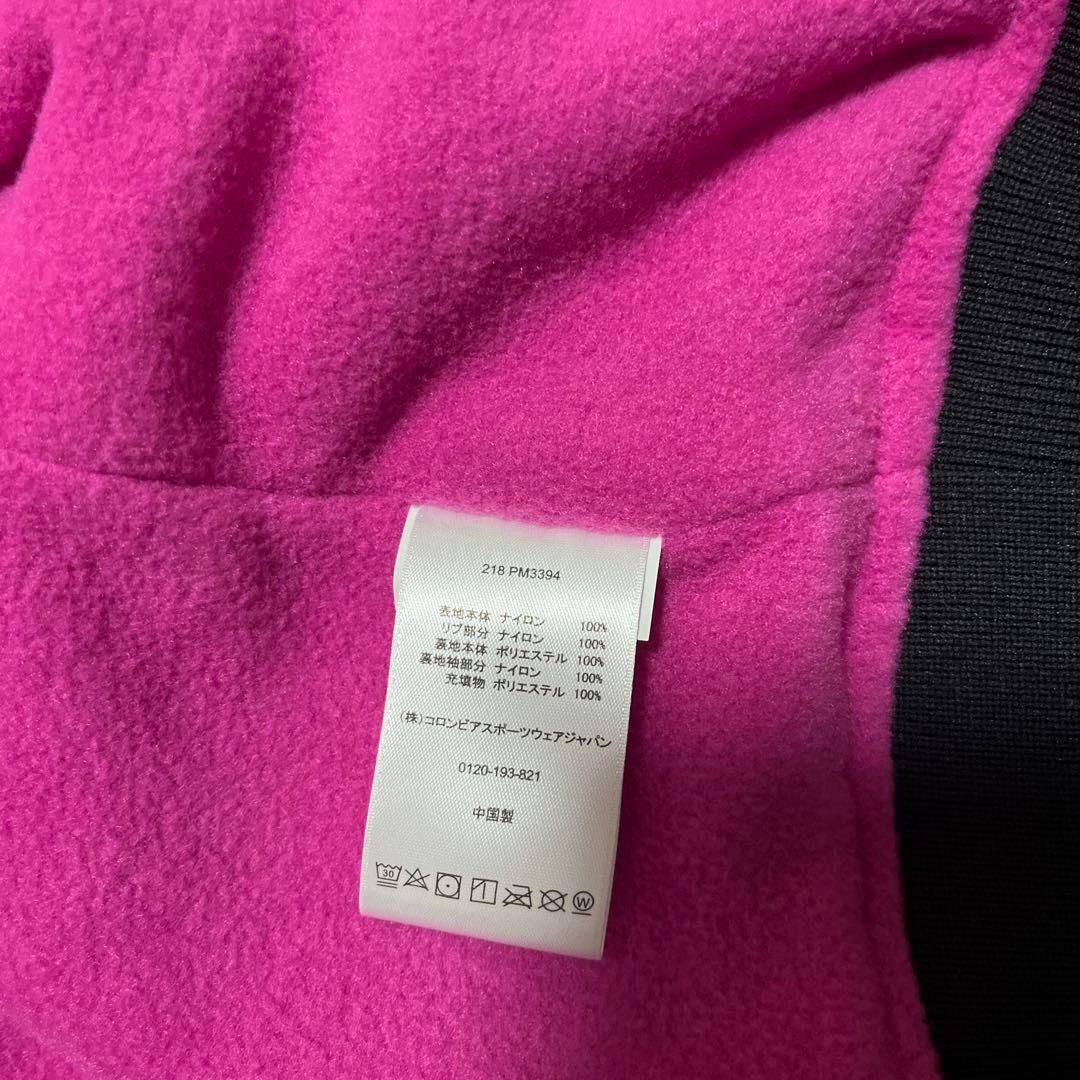 218 PM3394
表地本体 ナイロン 100%
リブ部分 ナイロン 100%
裏地本体 ポリエステル 100%
裏地袖部分 ナイロン 100%
充填物 ポリエステル 100%
(株)コロンビアスポーツウェアジャパン
0120-193-821
中国製
30 W